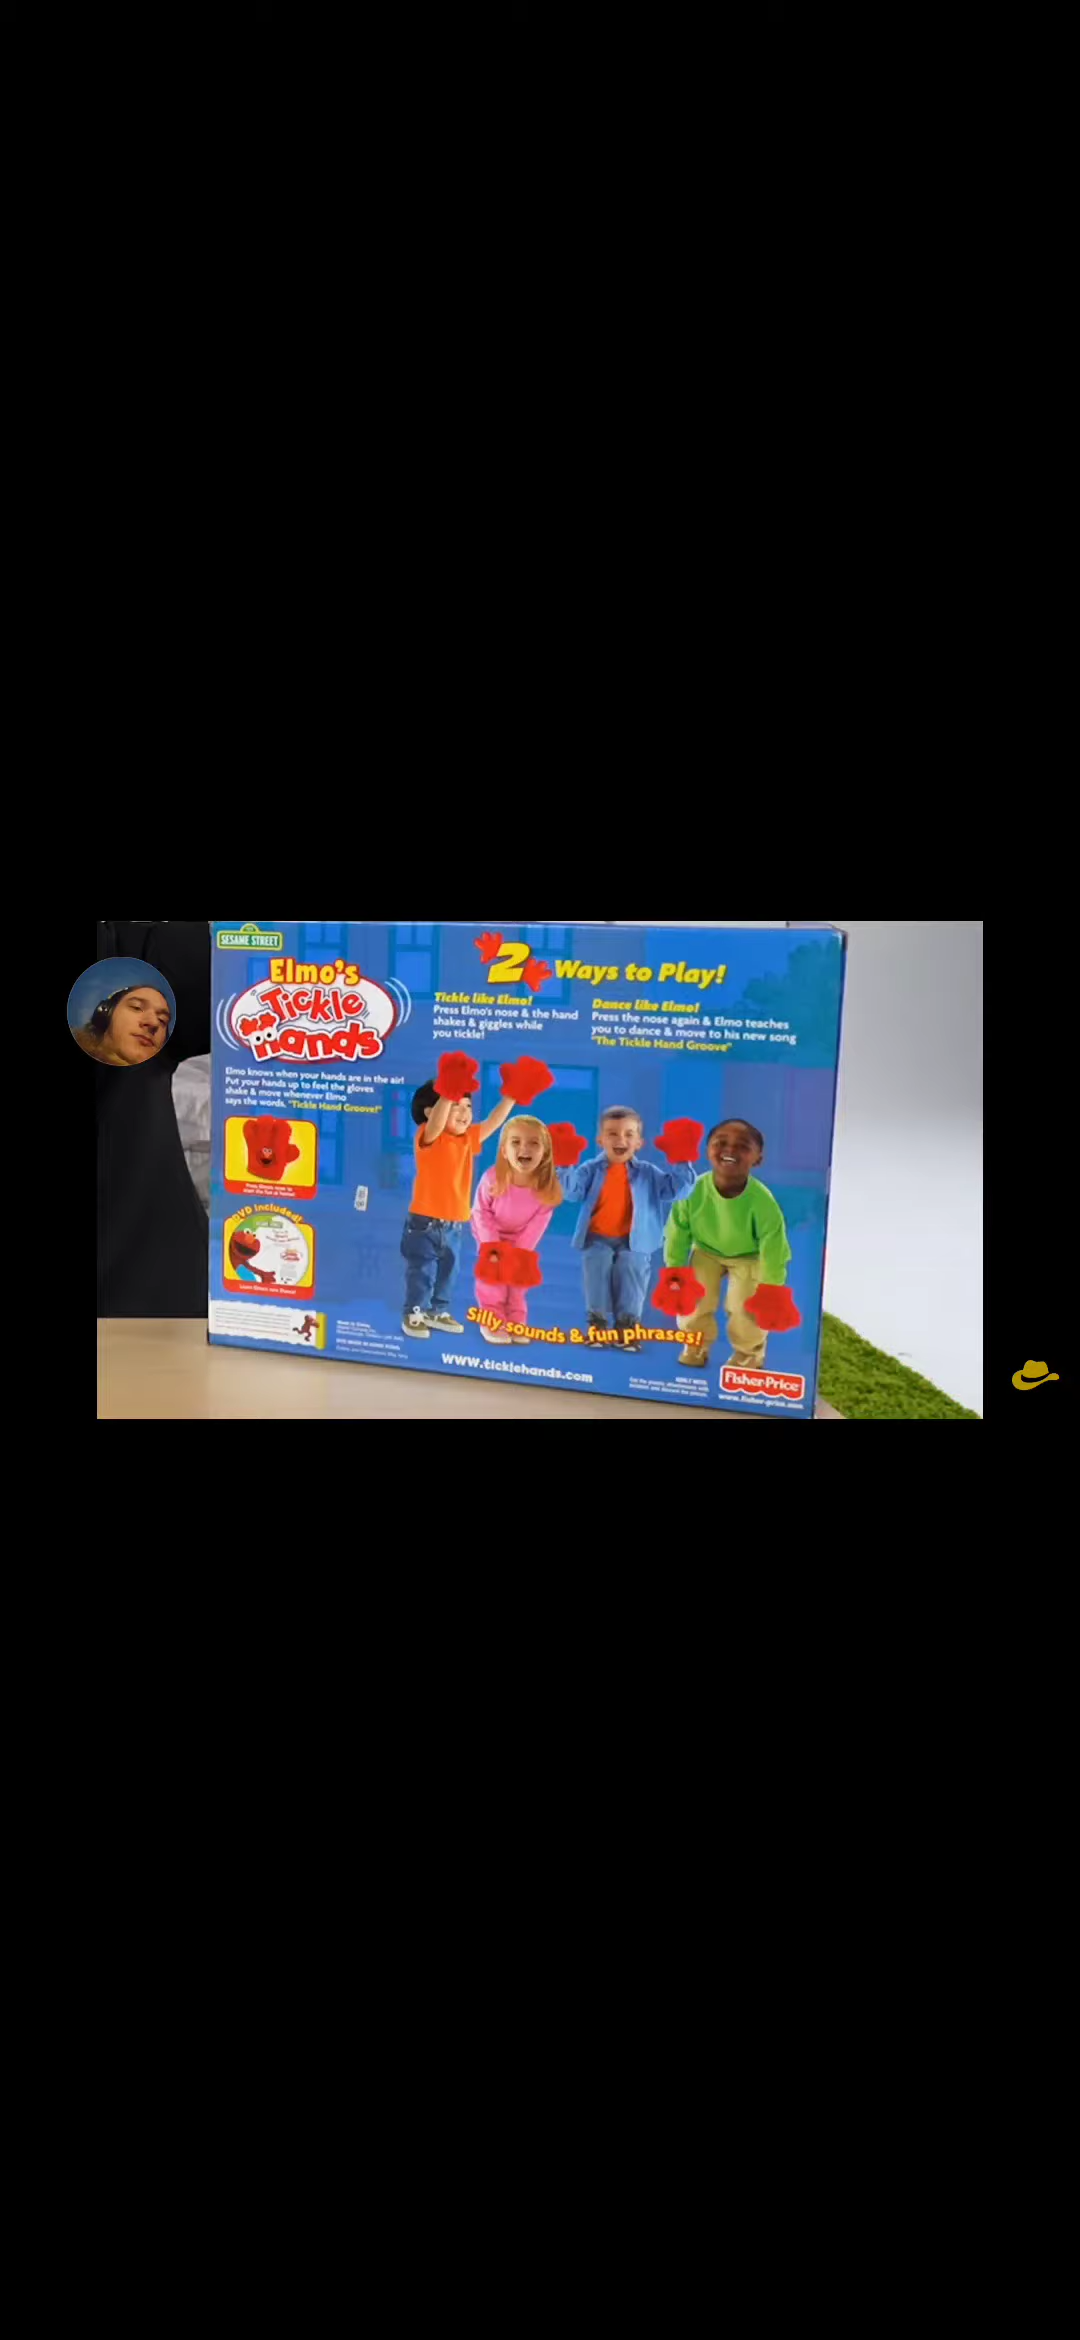 SESAME STREET
Elmo's
Tickle
Hands
Elmo knows when your hands are in the air!
Put your hands up to feel the gloves
shake & move whenever Elmo
says the words, "Tickle Hand Groove!"
DVD Included!
2 Ways to Play!
Tickle like Elmo!
Press Elmo's nose & the hand
shakes & giggles while
you tickle!
Dance like Elmo!
Press the nose again & Elmo teaches
you to dance & move to his new song
"The Tickle Hand Groove"
Silly sounds & fun phrases!
www.ticklehands.com
Fisher-Price
www.fisher-price.com